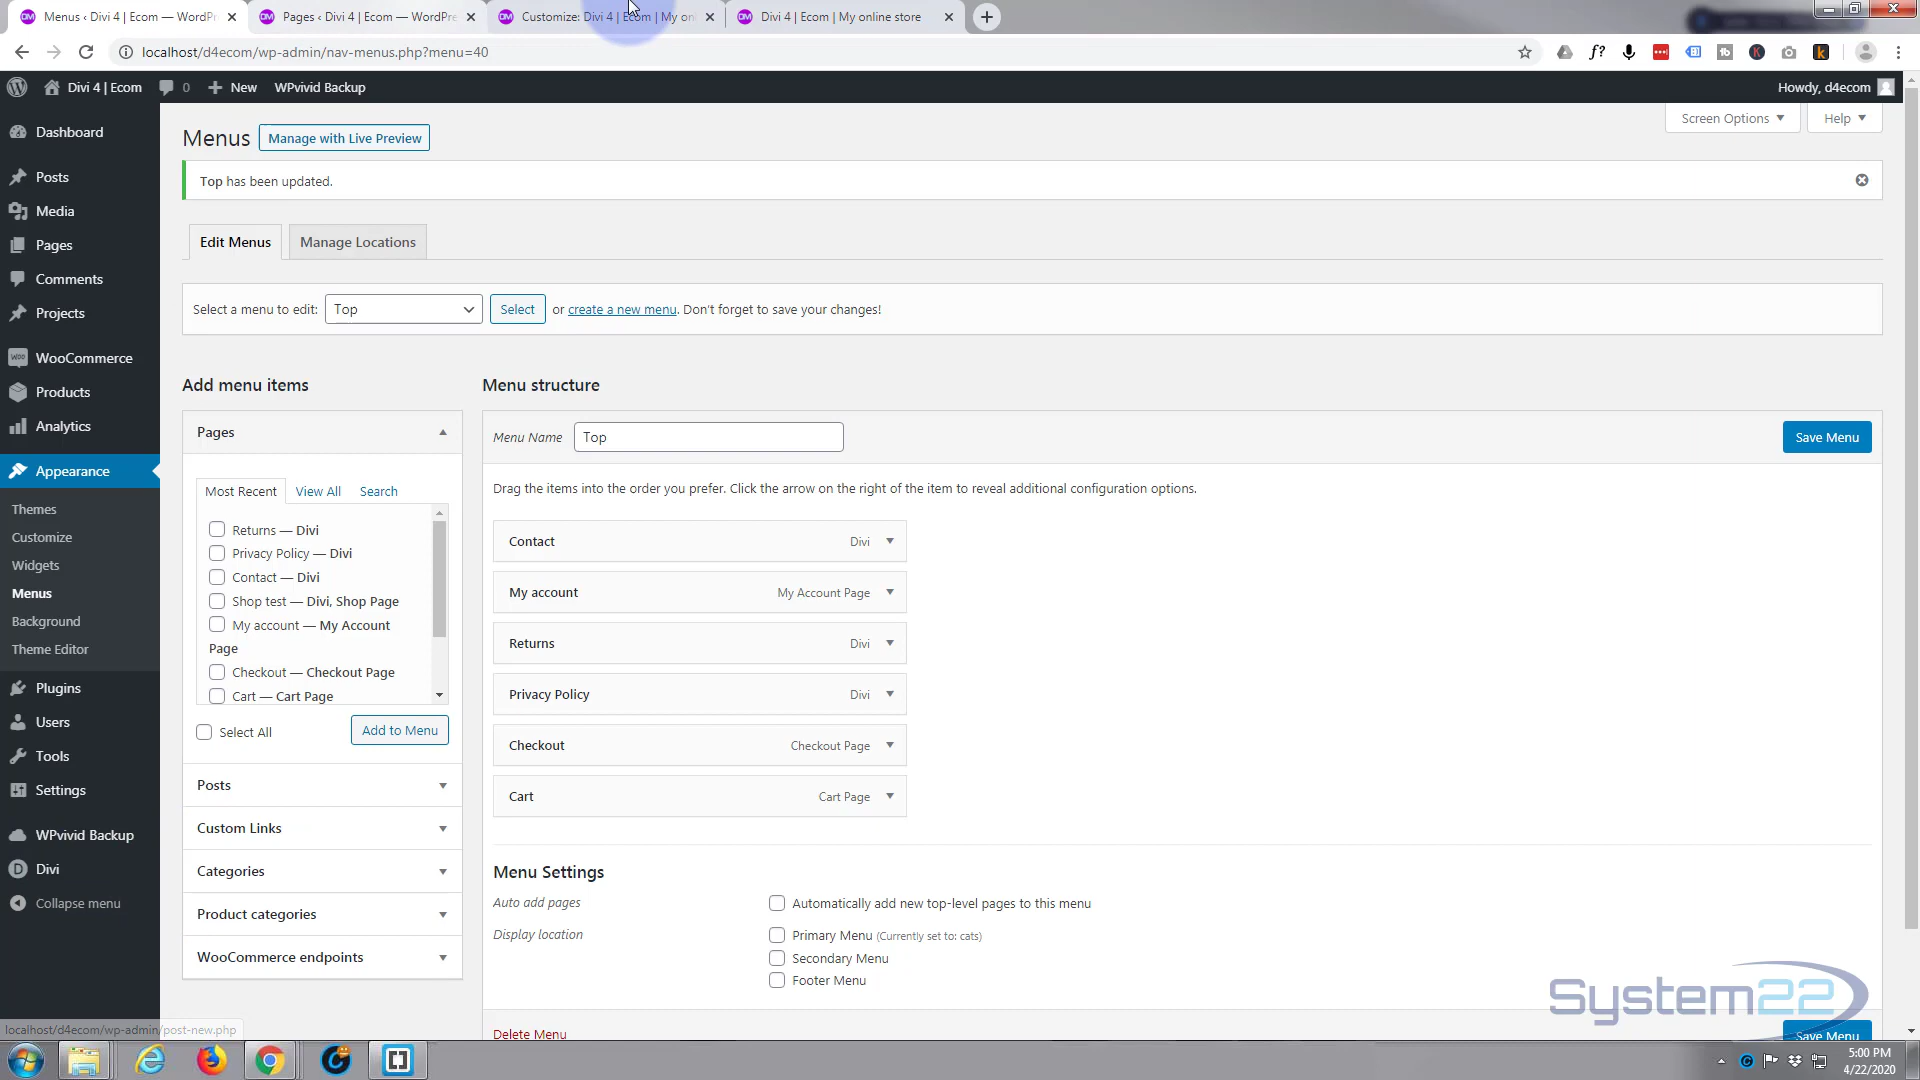 Menus ‹ Divi 4 | Ecom — WordPr
Pages ‹ Divi 4 | Ecom — WordPre
Customize: Divi 4 | Ecom | My on
Divi 4 | Ecom | My online store
localhost/d4ecom/wp-admin/nav-menus.php?menu=40
Divi 4 | Ecom
0
New
WPvivid Backup
Howdy, d4ecom
Dashboard
Posts
Media
Pages
Comments
Projects
WooCommerce
Products
Analytics
Appearance
Themes
Customize
Widgets
Menus
Background
Theme Editor
Plugins
Users
Tools
Settings
WPvivid Backup
Divi
Collapse menu
localhost/d4ecom/wp-admin/post-new.php
Menus
Manage with Live Preview
Screen Options
Help
Top has been updated.
Edit Menus
Manage Locations
Select a menu to edit:
Top
Select
or create a new menu. Don't forget to save your changes!
Add menu items
Pages
Most Recent
View All
Search
Returns — Divi
Privacy Policy — Divi
Contact — Divi
Shop test — Divi, Shop Page
My account — My Account
Page
Checkout — Checkout Page
Cart — Cart Page
Select All
Add to Menu
Posts
Custom Links
Categories
Product categories
WooCommerce endpoints
Menu structure
Menu Name
Top
Save Menu
Drag the items into the order you prefer. Click the arrow on the right of the item to reveal additional configuration options.
Contact
Divi
My account
My Account Page
Returns
Divi
Privacy Policy
Divi
Checkout
Checkout Page
Cart
Cart Page
Menu Settings
Auto add pages
Automatically add new top-level pages to this menu
Display location
Primary Menu (Currently set to: cats)
Secondary Menu
Footer Menu
Delete Menu
Save Menu
System22
5:00 PM
4/22/2020